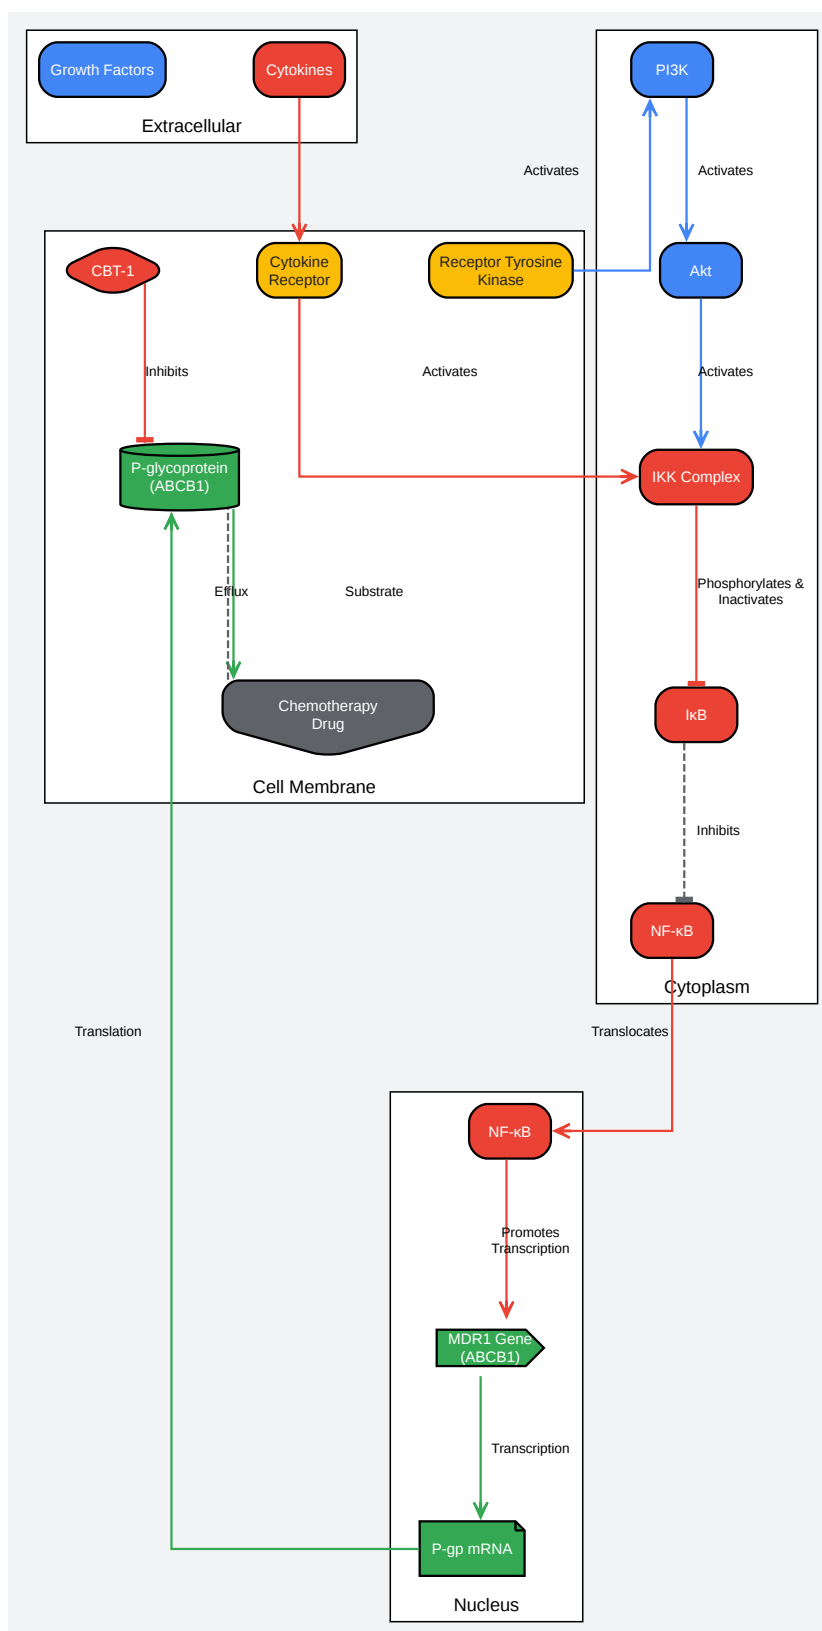 Growth Factors
Cytokines
PI3K
Extracellular
Activates
Activates
CBT-1
Cytokine
Receptor
Receptor Tyrosine
Kinase
Akt
Inhibits
Activates
Activates
P-glycoprotein
(ABCB1)
IKK Complex
Efflux
Substrate
Phosphorylates &
Inactivates
Chemotherapy
Drug
IκB
Cell Membrane
Inhibits
NF-κB
Cytoplasm
Translation
Translocates
NF-κB
Promotes
Transcription
MDR1 Gene
(ABCB1)
Transcription
P-gp mRNA
Nucleus